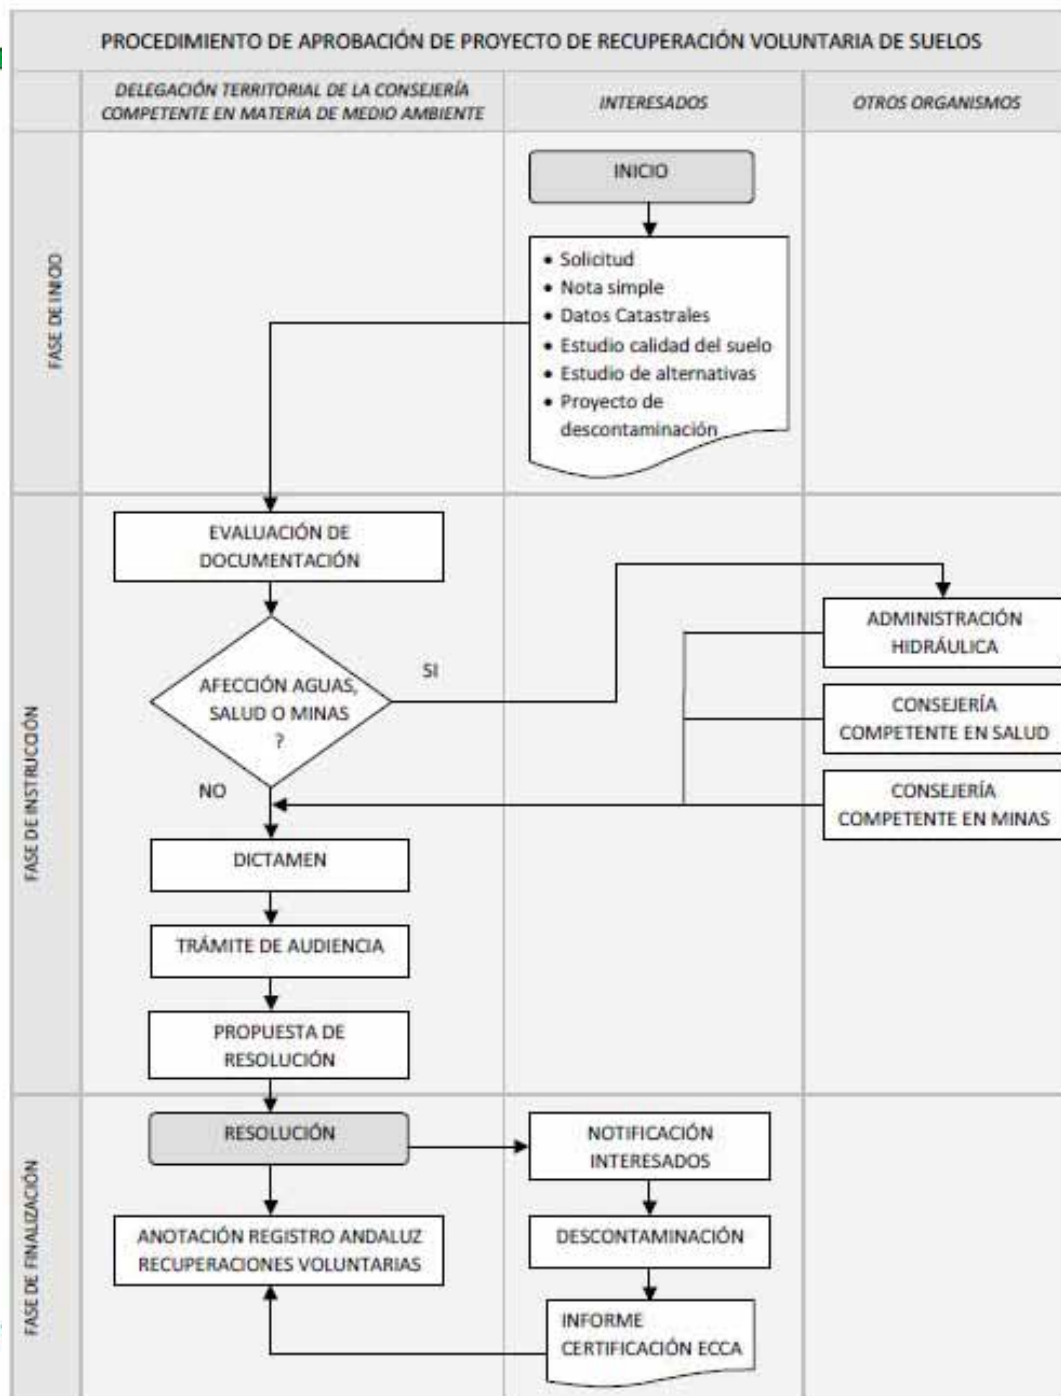 PROCEDIMIENTO DE APROBACIÓN DE PROYECTO DE RECUPERACIÓN VOLUNTARIA DE SUELOS
DELEGACIÓN TERRITORIAL DE LA CONSEJERÍA
COMPETENTE EN MATERIA DE MEDIO AMBIENTE
INTERESADOS
OTROS ORGANISMOS
FASE DE INICIO
INICIO
• Solicitud
• Nota simple
• Datos Catastrales
• Estudio calidad del suelo
• Estudio de alternativas
• Proyecto de
descontaminación
FASE DE INSTRUCCIÓN
EVALUACIÓN DE
DOCUMENTACIÓN
AFECCIÓN AGUAS,
SALUD O MINAS
?
SI
NO
ADMINISTRACIÓN
HIDRÁULICA
CONSEJERÍA
COMPETENTE EN SALUD
CONSEJERÍA
COMPETENTE EN MINAS
DICTAMEN
TRÁMITE DE AUDIENCIA
PROPUESTA DE
RESOLUCIÓN
FASE DE FINALIZACIÓN
RESOLUCIÓN
NOTIFICACIÓN
INTERESADOS
ANOTACIÓN REGISTRO ANDALUZ
RECUPERACIONES VOLUNTARIAS
DESCONTAMINACIÓN
INFORME
CERTIFICACIÓN ECCA